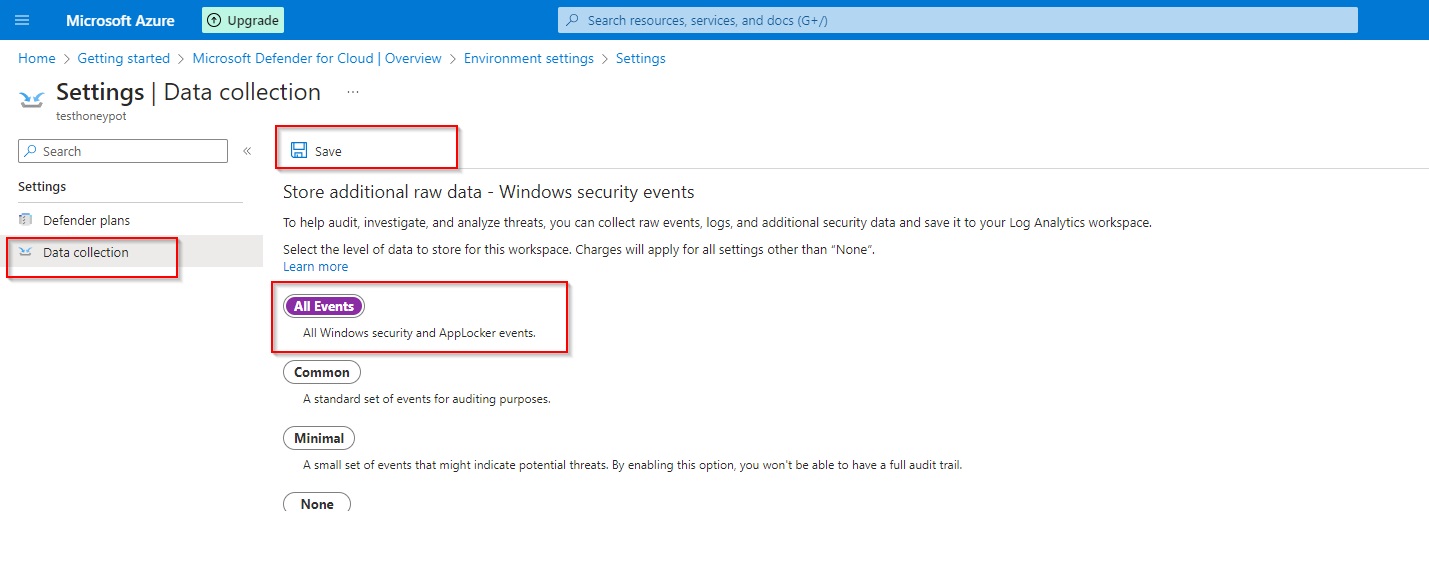 Microsoft Azure
Upgrade
Search resources, services, and docs (G+/)
Home > Getting started > Microsoft Defender for Cloud | Overview > Environment settings > Settings
Settings | Data collection ...
testhoneypot
Search «
Save
Settings
Defender plans
Data collection
Store additional raw data - Windows security events
To help audit, investigate, and analyze threats, you can collect raw events, logs, and additional security data and save it to your Log Analytics workspace.
Select the level of data to store for this workspace. Charges will apply for all settings other than “None”.
Learn more
All Events
All Windows security and AppLocker events.
Common
A standard set of events for auditing purposes.
Minimal
A small set of events that might indicate potential threats. By enabling this option, you won't be able to have a full audit trail.
None